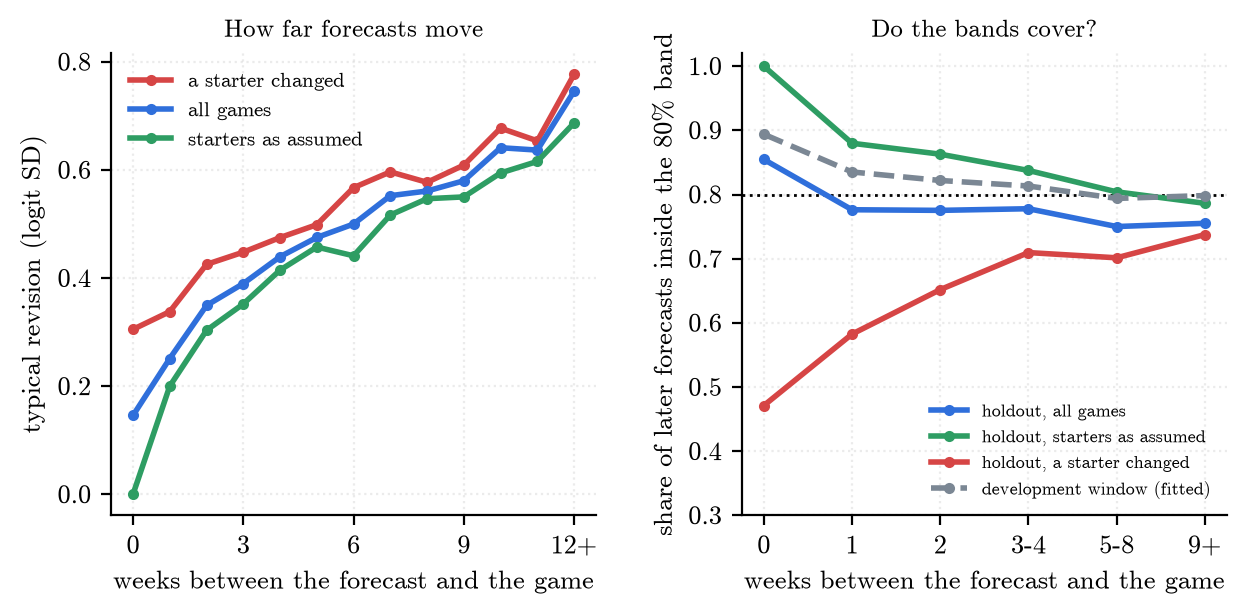 How far forecasts move
typical revision (logit SD)
0.8
0.6
0.4
0.2
0.0
a starter changed
all games
starters as assumed
0
3
6
9
12+
weeks between the forecast and the game
Do the bands cover?
share of later forecasts inside the 80% band
1.0
0.9
0.8
0.7
0.6
0.5
0.4
0.3
holdout, all games
holdout, starters as assumed
holdout, a starter changed
development window (fitted)
0
1
2
3-4
5-8
9+
weeks between the forecast and the game